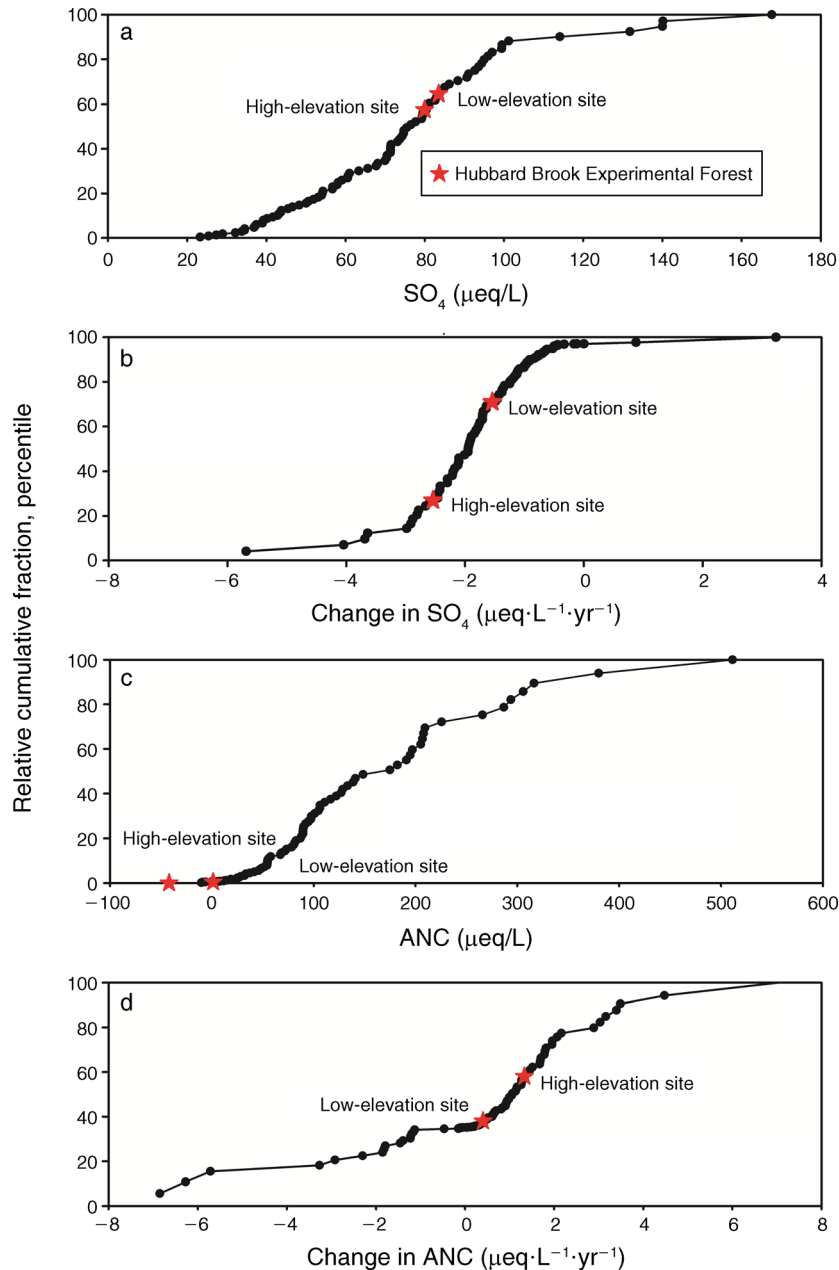 Relative cumulative fraction, percentile
a
100
80
60
40
20
0
High-elevation site
Low-elevation site
Hubbard Brook Experimental Forest
0 20 40 60 80 100 120 140 160 180
SO₄ (µeq/L)
b
100
80
60
40
20
0
Low-elevation site
High-elevation site
−8 −6 −4 −2 0 2 4
Change in SO₄ (µeq·L⁻¹·yr⁻¹)
c
100
80
60
40
20
0
High-elevation site
Low-elevation site
−100 0 100 200 300 400 500 600
ANC (µeq/L)
d
100
80
60
40
20
0
Low-elevation site
High-elevation site
−8 −6 −4 −2 0 2 4 6 8
Change in ANC (µeq·L⁻¹·yr⁻¹)